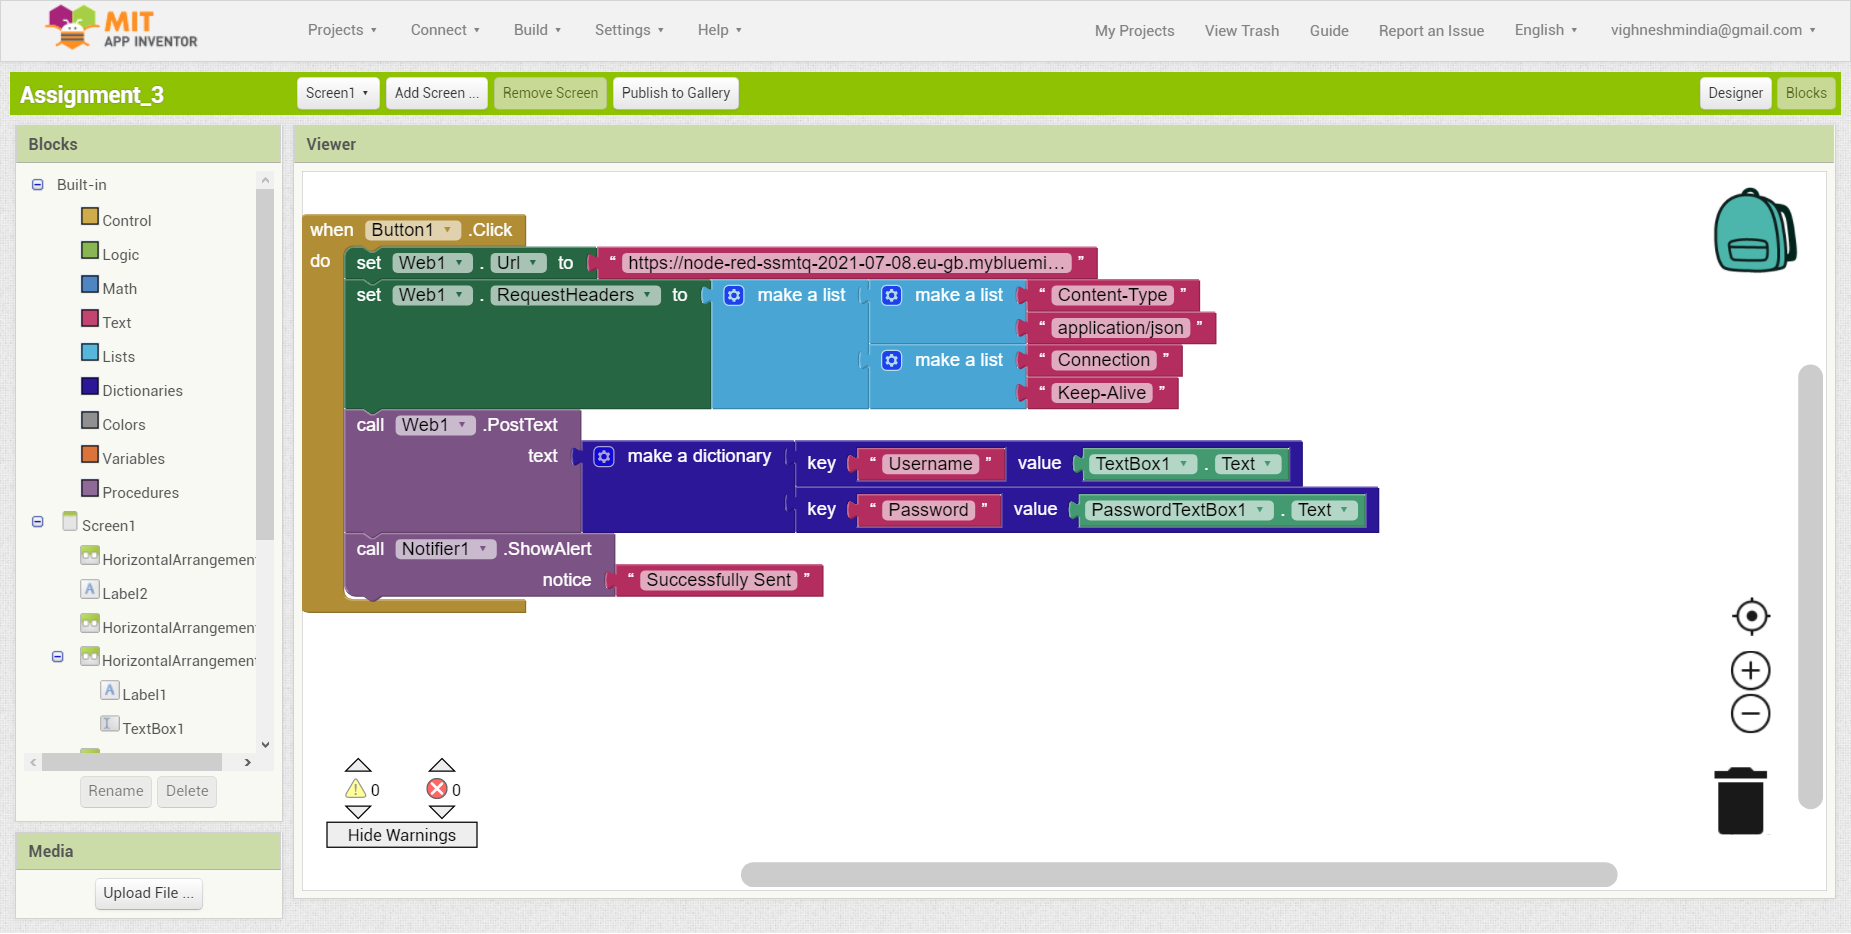 MIT
APP INVENTOR
Projects
Connect
Build
Settings
Help
My Projects
View Trash
Guide
Report an Issue
English
vighneshmindia@gmail.com
Assignment_3
Screen1
Add Screen ...
Remove Screen
Publish to Gallery
Designer
Blocks
Blocks
Built-in
Control
Logic
Math
Text
Lists
Dictionaries
Colors
Variables
Procedures
Screen1
HorizontalArrangemen
Label2
HorizontalArrangemen
HorizontalArrangemen
A Label1
TextBox1
Rename
Delete
Media
Upload File ...
Viewer
when Button1 .Click
do set Web1 . Url to “ https://node-red-ssmtq-2021-07-08.eu-gb.mybluemi... ”
set Web1 . RequestHeaders to make a list make a list “ Content-Type ”
“ application/json ”
make a list “ Connection ”
“ Keep-Alive ”
call Web1 .PostText
text make a dictionary key “ Username ” value TextBox1 . Text
key “ Password ” value PasswordTextBox1 . Text
call Notifier1 .ShowAlert
notice “ Successfully Sent ”
0 0
Hide Warnings